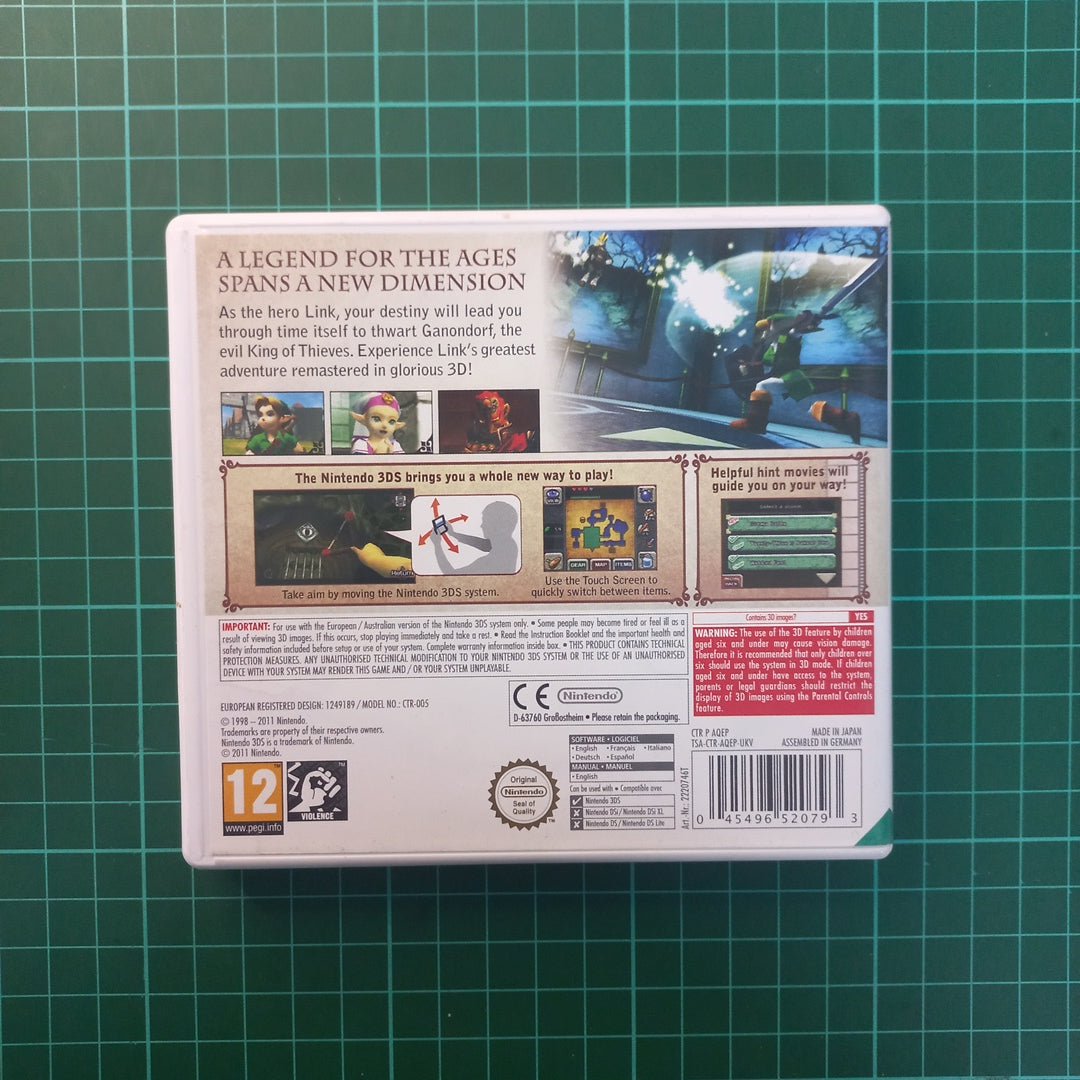 A LEGEND FOR THE AGES
SPANS A NEW DIMENSION
As the hero Link, your destiny will lead you
through time itself to thwart Ganondorf, the
evil King of Thieves. Experience Link's greatest
adventure remastered in glorious 3D!
The Nintendo 3DS brings you a whole new way to play!
Return
Take aim by moving the Nintendo 3DS system.
GEAR MAP ITEMS
Use the Touch Screen to
quickly switch between items.
Helpful hint movies will
guide you on your way!
IMPORTANT: For use with the European / Australian version of the Nintendo 3DS system only. • Some people may become tired or feel ill as a
result of viewing 3D images. If this occurs, stop playing immediately and take a rest. • Read the Instruction Booklet and the important health and
safety information included before setup or use of your system. Complete warranty information inside box. • THIS PRODUCT CONTAINS TECHNICAL
PROTECTION MEASURES. ANY UNAUTHORISED TECHNICAL MODIFICATION TO YOUR NINTENDO 3DS SYSTEM OR THE USE OF AN UNAUTHORISED
DEVICE WITH YOUR SYSTEM MAY RENDER THIS GAME AND / OR YOUR SYSTEM UNPLAYABLE.
Contains 3D images? YES
WARNING: The use of the 3D feature by children
aged six and under may cause vision damage.
Therefore it is recommended that only children over
six should use the system in 3D mode. If children
aged six and under have access to the system,
parents or legal guardians should restrict the
display of 3D images using the Parental Controls
feature.
CE Nintendo
D-63760 Großostheim • Please retain the packaging.
EUROPEAN REGISTERED DESIGN: 1249189 / MODEL NO.: CTR-005
© 1998 – 2011 Nintendo.
Trademarks are property of their respective owners.
Nintendo 3DS is a trademark of Nintendo.
© 2011 Nintendo.
12
www.pegi.info
VIOLENCE
TM
Original
Nintendo
Seal of
Quality
TM
SOFTWARE • LOGICIEL
• English • Français • Italiano
• Deutsch • Español
MANUAL • MANUEL
• English
Can be used with • Compatible avec
Nintendo 3DS
Nintendo DSi / Nintendo DSi XL
Nintendo DS / Nintendo DS Lite
Art.-Nr.: 2220746T
CTR P AQEP MADE IN JAPAN
TSA-CTR-AQEP-UKV ASSEMBLED IN GERMANY
0 45496 52079 3